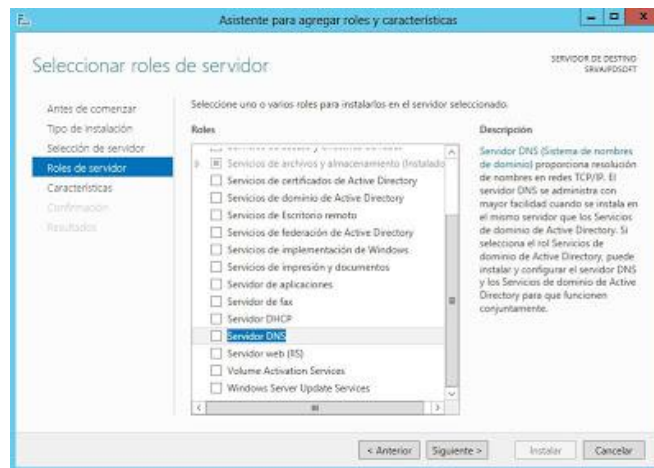 Asistente para agregar roles y características
Seleccionar roles de servidor
SERVIDOR DE DESTINO
SRVAJPDSOFT
Antes de comenzar
Tipo de instalación
Selección de servidor
Roles de servidor
Características
Confirmación
Resultados
Seleccione uno o varios roles para instalarlos en el servidor seleccionado.
Roles
Servicios de archivos y almacenamiento (Instalado
Servicios de certificados de Active Directory
Servicios de dominio de Active Directory
Servicios de Escritorio remoto
Servicios de federación de Active Directory
Servicios de implementación de Windows
Servicios de impresión y documentos
Servidor de aplicaciones
Servidor de fax
Servidor DHCP
Servidor DNS
Servidor web (IIS)
Volume Activation Services
Windows Server Update Services
Descripción
Servidor DNS (Sistema de nombres
de dominio) proporciona resolución
de nombres en redes TCP/IP. El
servidor DNS se administra con
mayor facilidad cuando se instala en
el mismo servidor que los Servicios
de dominio de Active Directory. Si
selecciona el rol Servicios de
dominio de Active Directory, puede
instalar y configurar el servidor DNS
y los Servicios de dominio de Active
Directory para que funcionen
conjuntamente.
< Anterior
Siguiente >
Instalar
Cancelar